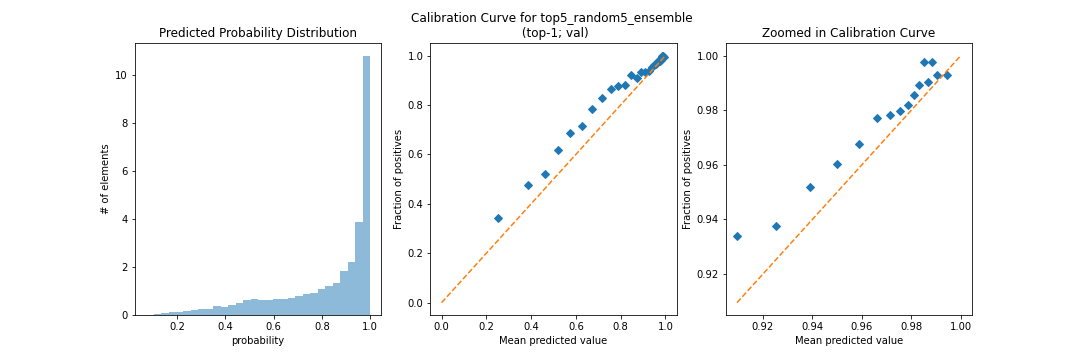 Predicted Probability Distribution
# of elements
10
8
6
4
2
0
0.2 0.4 0.6 0.8 1.0
probability
Calibration Curve for top5_random5_ensemble
(top-1; val)
Fraction of positives
1.0
0.8
0.6
0.4
0.2
0.0
0.0 0.2 0.4 0.6 0.8 1.0
Mean predicted value
Zoomed in Calibration Curve
Fraction of positives
1.00
0.98
0.96
0.94
0.92
0.92 0.94 0.96 0.98 1.00
Mean predicted value